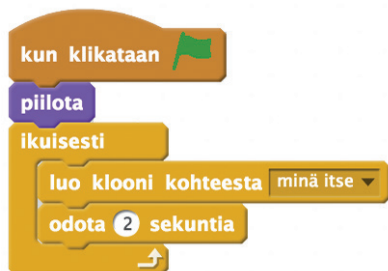 kun klikataan
piilota
ikuisesti
luo klooni kohteesta minä itse
odota 2 sekuntia